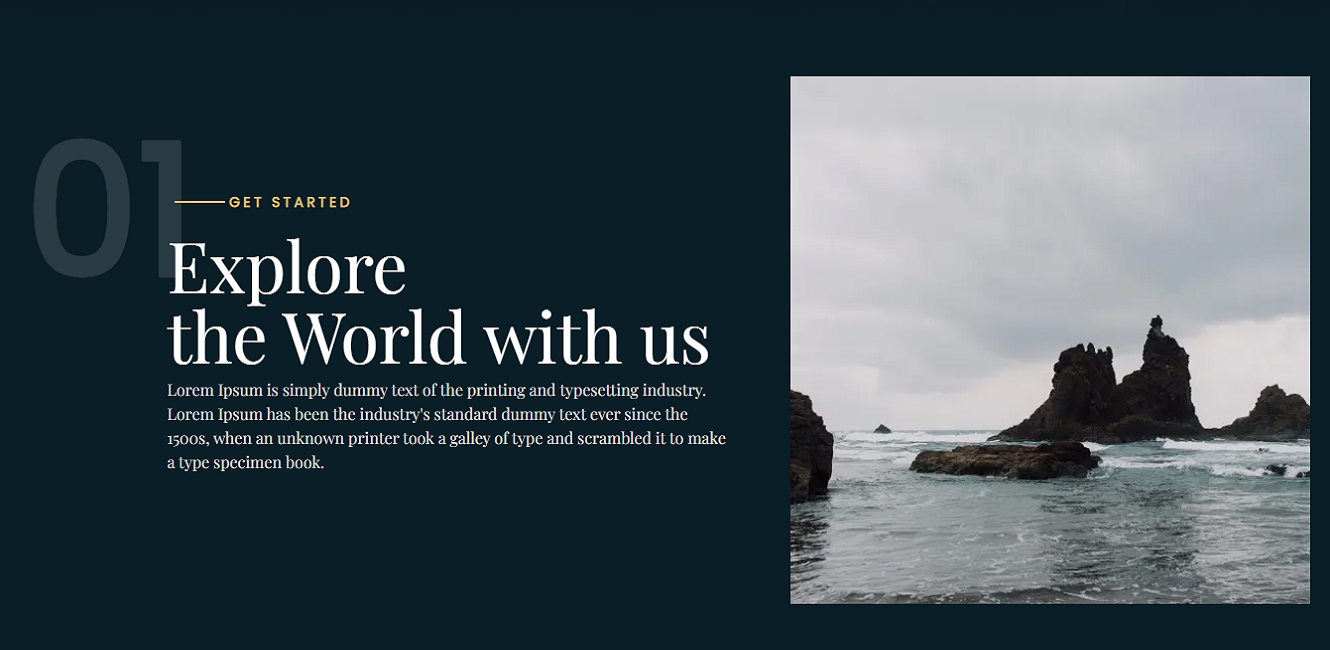 01
GET STARTED
Explore
the World with us
Lorem Ipsum is simply dummy text of the printing and typesetting industry.
Lorem Ipsum has been the industry's standard dummy text ever since the
1500s, when an unknown printer took a galley of type and scrambled it to make
a type specimen book.